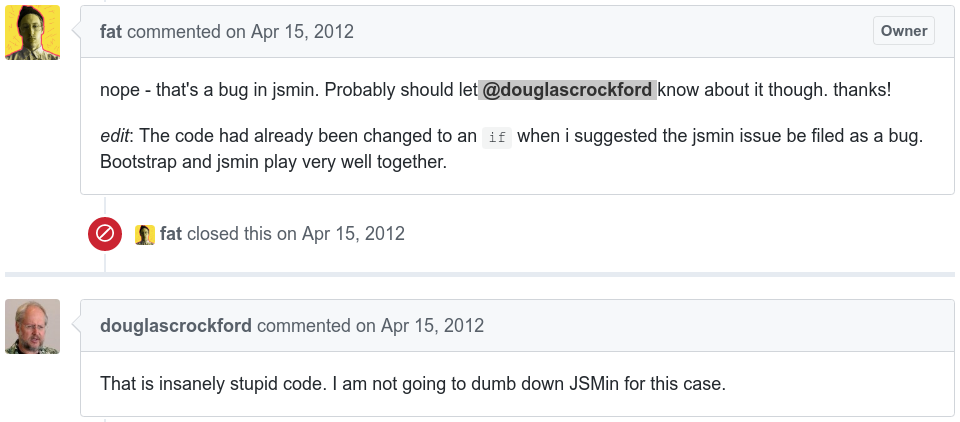 fat commented on Apr 15, 2012 Owner
nope - that's a bug in jsmin. Probably should let @douglascrockford know about it though. thanks!
edit: The code had already been changed to an if when i suggested the jsmin issue be filed as a bug.
Bootstrap and jsmin play very well together.
fat closed this on Apr 15, 2012
douglascrockford commented on Apr 15, 2012
That is insanely stupid code. I am not going to dumb down JSMin for this case.